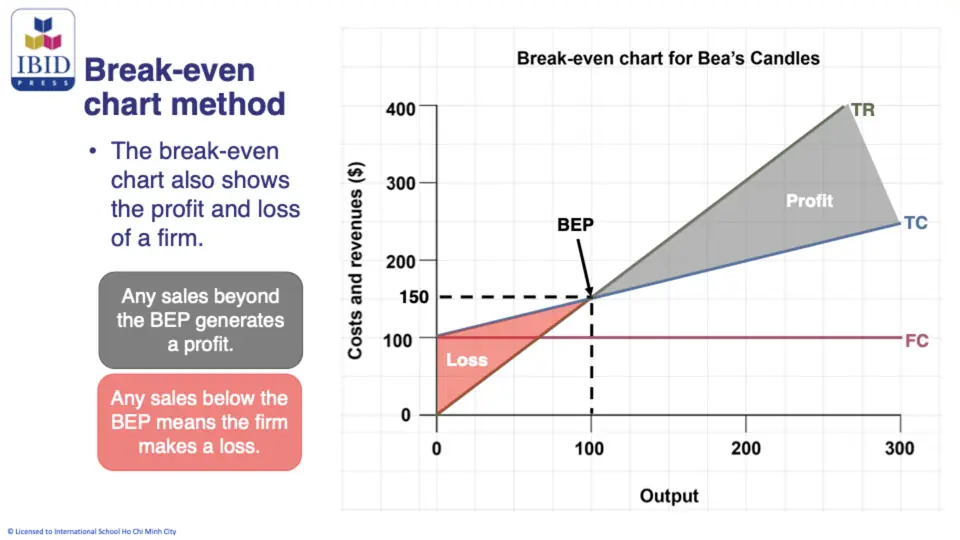 IBID
PRESS
Break-even
chart method
• The break-even
chart also shows
the profit and loss
of a firm.
Any sales beyond
the BEP generates
a profit.
Any sales below the
BEP means the firm
makes a loss.
Break-even chart for Bea's Candles
Costs and revenues ($)
400
300
200
150
100
0
TR
Profit
BEP
TC
FC
Loss
0 100 200 300
Output
© Licensed to International School Ho Chi Minh City